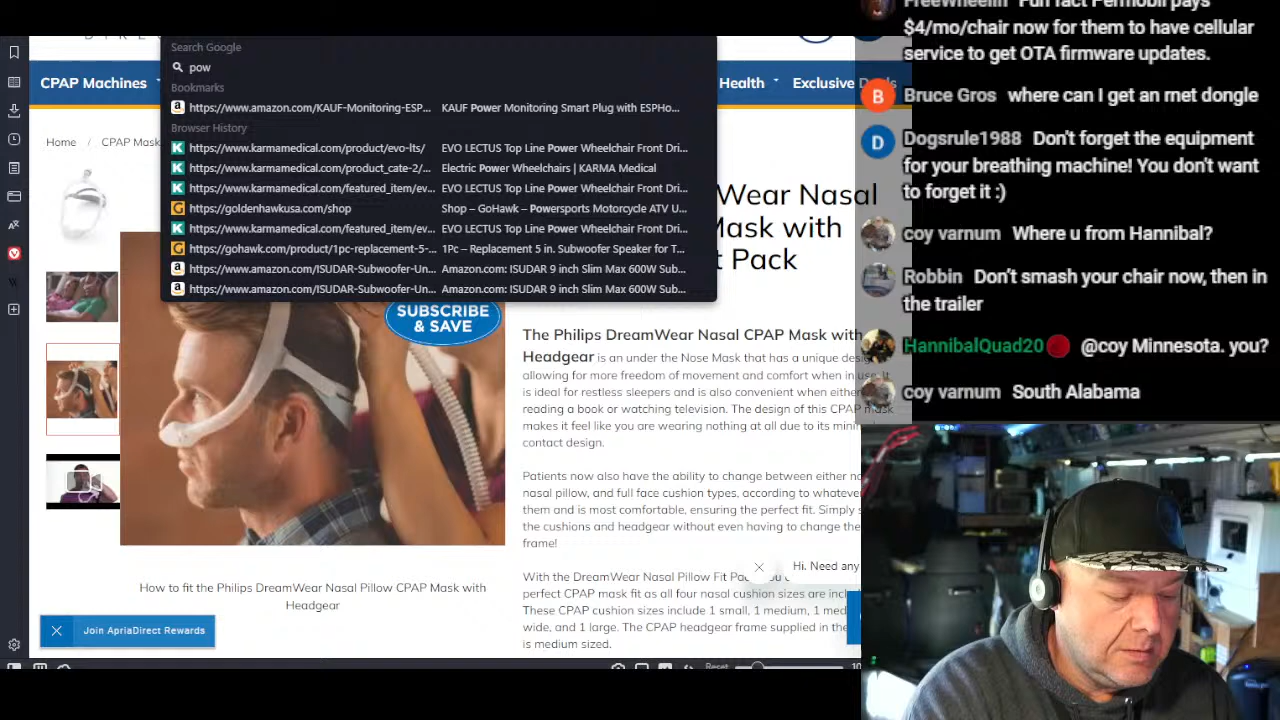 Search Google
pow
Bookmarks
https://www.amazon.com/KAUF-Monitoring-ESP... KAUF Power Monitoring Smart Plug with ESPHo...
Browser History
https://www.karmamedical.com/product/evo-lts/ EVO LECTUS Top Line Power Wheelchair Front Dri...
https://www.karmamedical.com/product_cate-2/... Electric Power Wheelchairs | KARMA Medical
https://www.karmamedical.com/featured_item/ev... EVO LECTUS Top Line Power Wheelchair Front Dri...
https://goldenhawkusa.com/shop Shop – GoHawk – Powersports Motorcycle ATV U...
https://www.karmamedical.com/featured_item/ev... EVO LECTUS Top Line Power Wheelchair Front Dri...
https://gohawk.com/product/1pc-replacement-5-... 1Pc – Replacement 5 in. Subwoofer Speaker for T...
https://www.amazon.com/ISUDAR-Subwoofer-Un... Amazon.com: ISUDAR 9 inch Slim Max 600W Sub...
https://www.amazon.com/ISUDAR-Subwoofer-Un... Amazon.com: ISUDAR 9 inch Slim Max 600W Sub...
CPAP Machines
Health
Exclusive
Home / CPAP Mask
Wear Nasal
Mask with
t Pack
SUBSCRIBE
& SAVE
The Philips DreamWear Nasal CPAP Mask with
Headgear is an under the Nose Mask that has a unique
allowing for more freedom of movement and comfort when in use. It
is ideal for restless sleepers and is also convenient when either
reading a book or watching television. The design of this CPAP mask
makes it feel like you are wearing nothing at all due to its
contact design.
Patients now also have the ability to change between either
nasal pillow, and full face cushion types, according to whatever
them and is most comfortable, ensuring the perfect fit. Simply
the cushions and headgear without even having to change the
frame!
With the DreamWear Nasal Pillow Fit Pack
perfect CPAP mask fit as all four nasal cushion sizes are
These CPAP cushion sizes include 1 small, 1 medium, 1
wide, and 1 large. The CPAP headgear frame supplied in the
is medium sized.
How to fit the Philips DreamWear Nasal Pillow CPAP Mask with
Headgear
Join ApriaDirect Rewards
Hi. Need any
Reset
FreeWheelin Fun fact Permobil pays
$4/mo/chair now for them to have cellular
service to get OTA firmware updates.
B Bruce Gros where can I get an rnet dongle
D Dogsrule1988 Don't forget the equipment
for your breathing machine! You don't want
to forget it :)
coy varnum Where u from Hannibal?
Robbin Don't smash your chair now, then in
the trailer
HannibalQuad20 @coy Minnesota. you?
coy varnum South Alabama